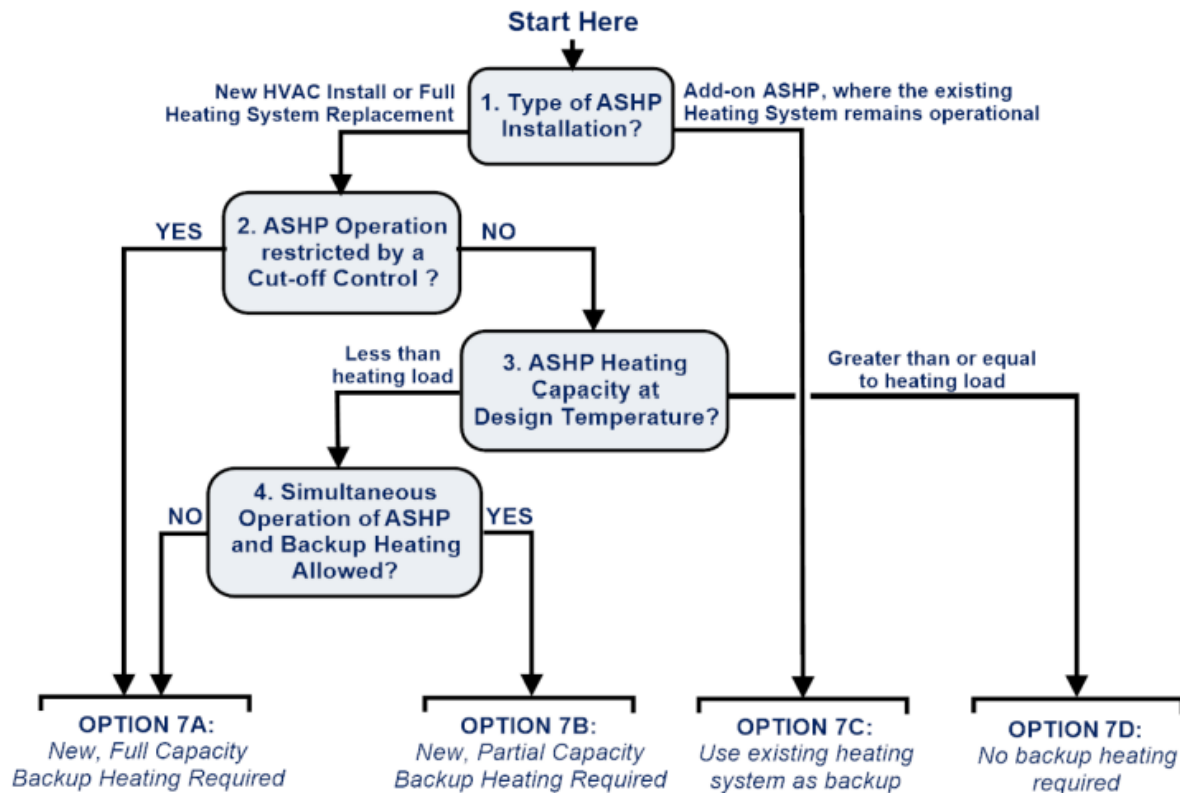 Start Here
New HVAC Install or Full
Heating System Replacement
1. Type of ASHP
Installation?
Add-on ASHP, where the existing
Heating System remains operational
YES
2. ASHP Operation
restricted by a
Cut-off Control ?
NO
Less than
heating load
3. ASHP Heating
Capacity at
Design Temperature?
Greater than or equal
to heating load
NO
4. Simultaneous
Operation of ASHP
and Backup Heating
Allowed?
YES
OPTION 7A:
New, Full Capacity
Backup Heating Required
OPTION 7B:
New, Partial Capacity
Backup Heating Required
OPTION 7C:
Use existing heating
system as backup
OPTION 7D:
No backup heating
required